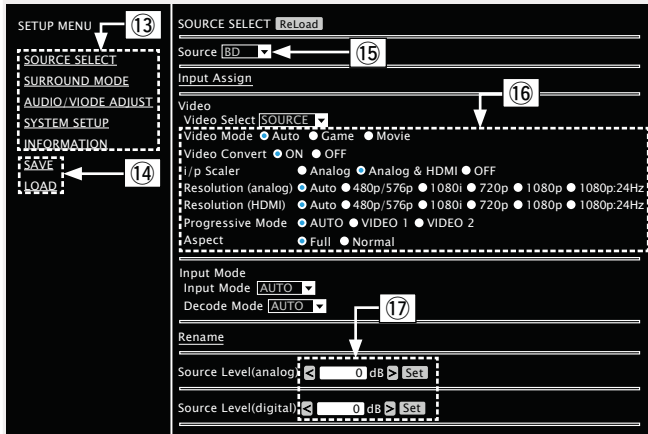 SETUP MENU ⑬
SOURCE SELECT
SURROUND MODE
AUDIO/VIODE ADJUST
SYSTEM SETUP
INFORMATION
SAVE
LOAD
⑭
SOURCE SELECT ReLoad
Source BD ⑮
Input Assign
⑯
Video
Video Select SOURCE
Video Mode Auto Game Movie
Video Convert ON OFF
i/p Scaler Analog Analog & HDMI OFF
Resolution (analog) Auto 480p/576p 1080i 720p 1080p 1080p:24Hz
Resolution (HDMI) Auto 480p/576p 1080i 720p 1080p 1080p:24Hz
Progressive Mode AUTO VIDEO 1 VIDEO 2
Aspect Full Normal
Input Mode
Input Mode AUTO
Decode Mode AUTO
⑰
Rename
Source Level(analog) < 0 dB > Set
Source Level(digital) < 0 dB > Set